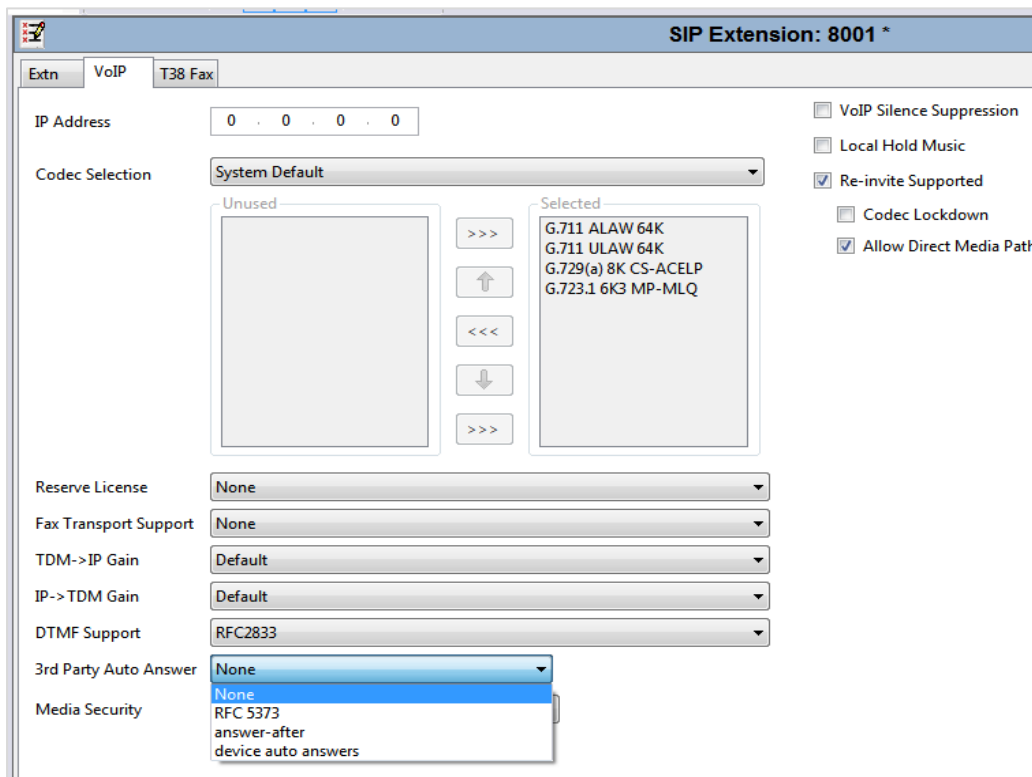 SIP Extension: 8001 *
Extn VoIP T38 Fax
IP Address 0 . 0 . 0 . 0
VoIP Silence Suppression
Local Hold Music
Codec Selection System Default
Re-invite Supported
Unused Selected
Codec Lockdown
Allow Direct Media Path
>>>
G.711 ALAW 64K
G.711 ULAW 64K
G.729(a) 8K CS-ACELP
G.723.1 6K3 MP-MLQ
<<<
>>>
Reserve License None
Fax Transport Support None
TDM->IP Gain Default
IP->TDM Gain Default
DTMF Support RFC2833
3rd Party Auto Answer None
None
Media Security
RFC 5373
answer-after
device auto answers